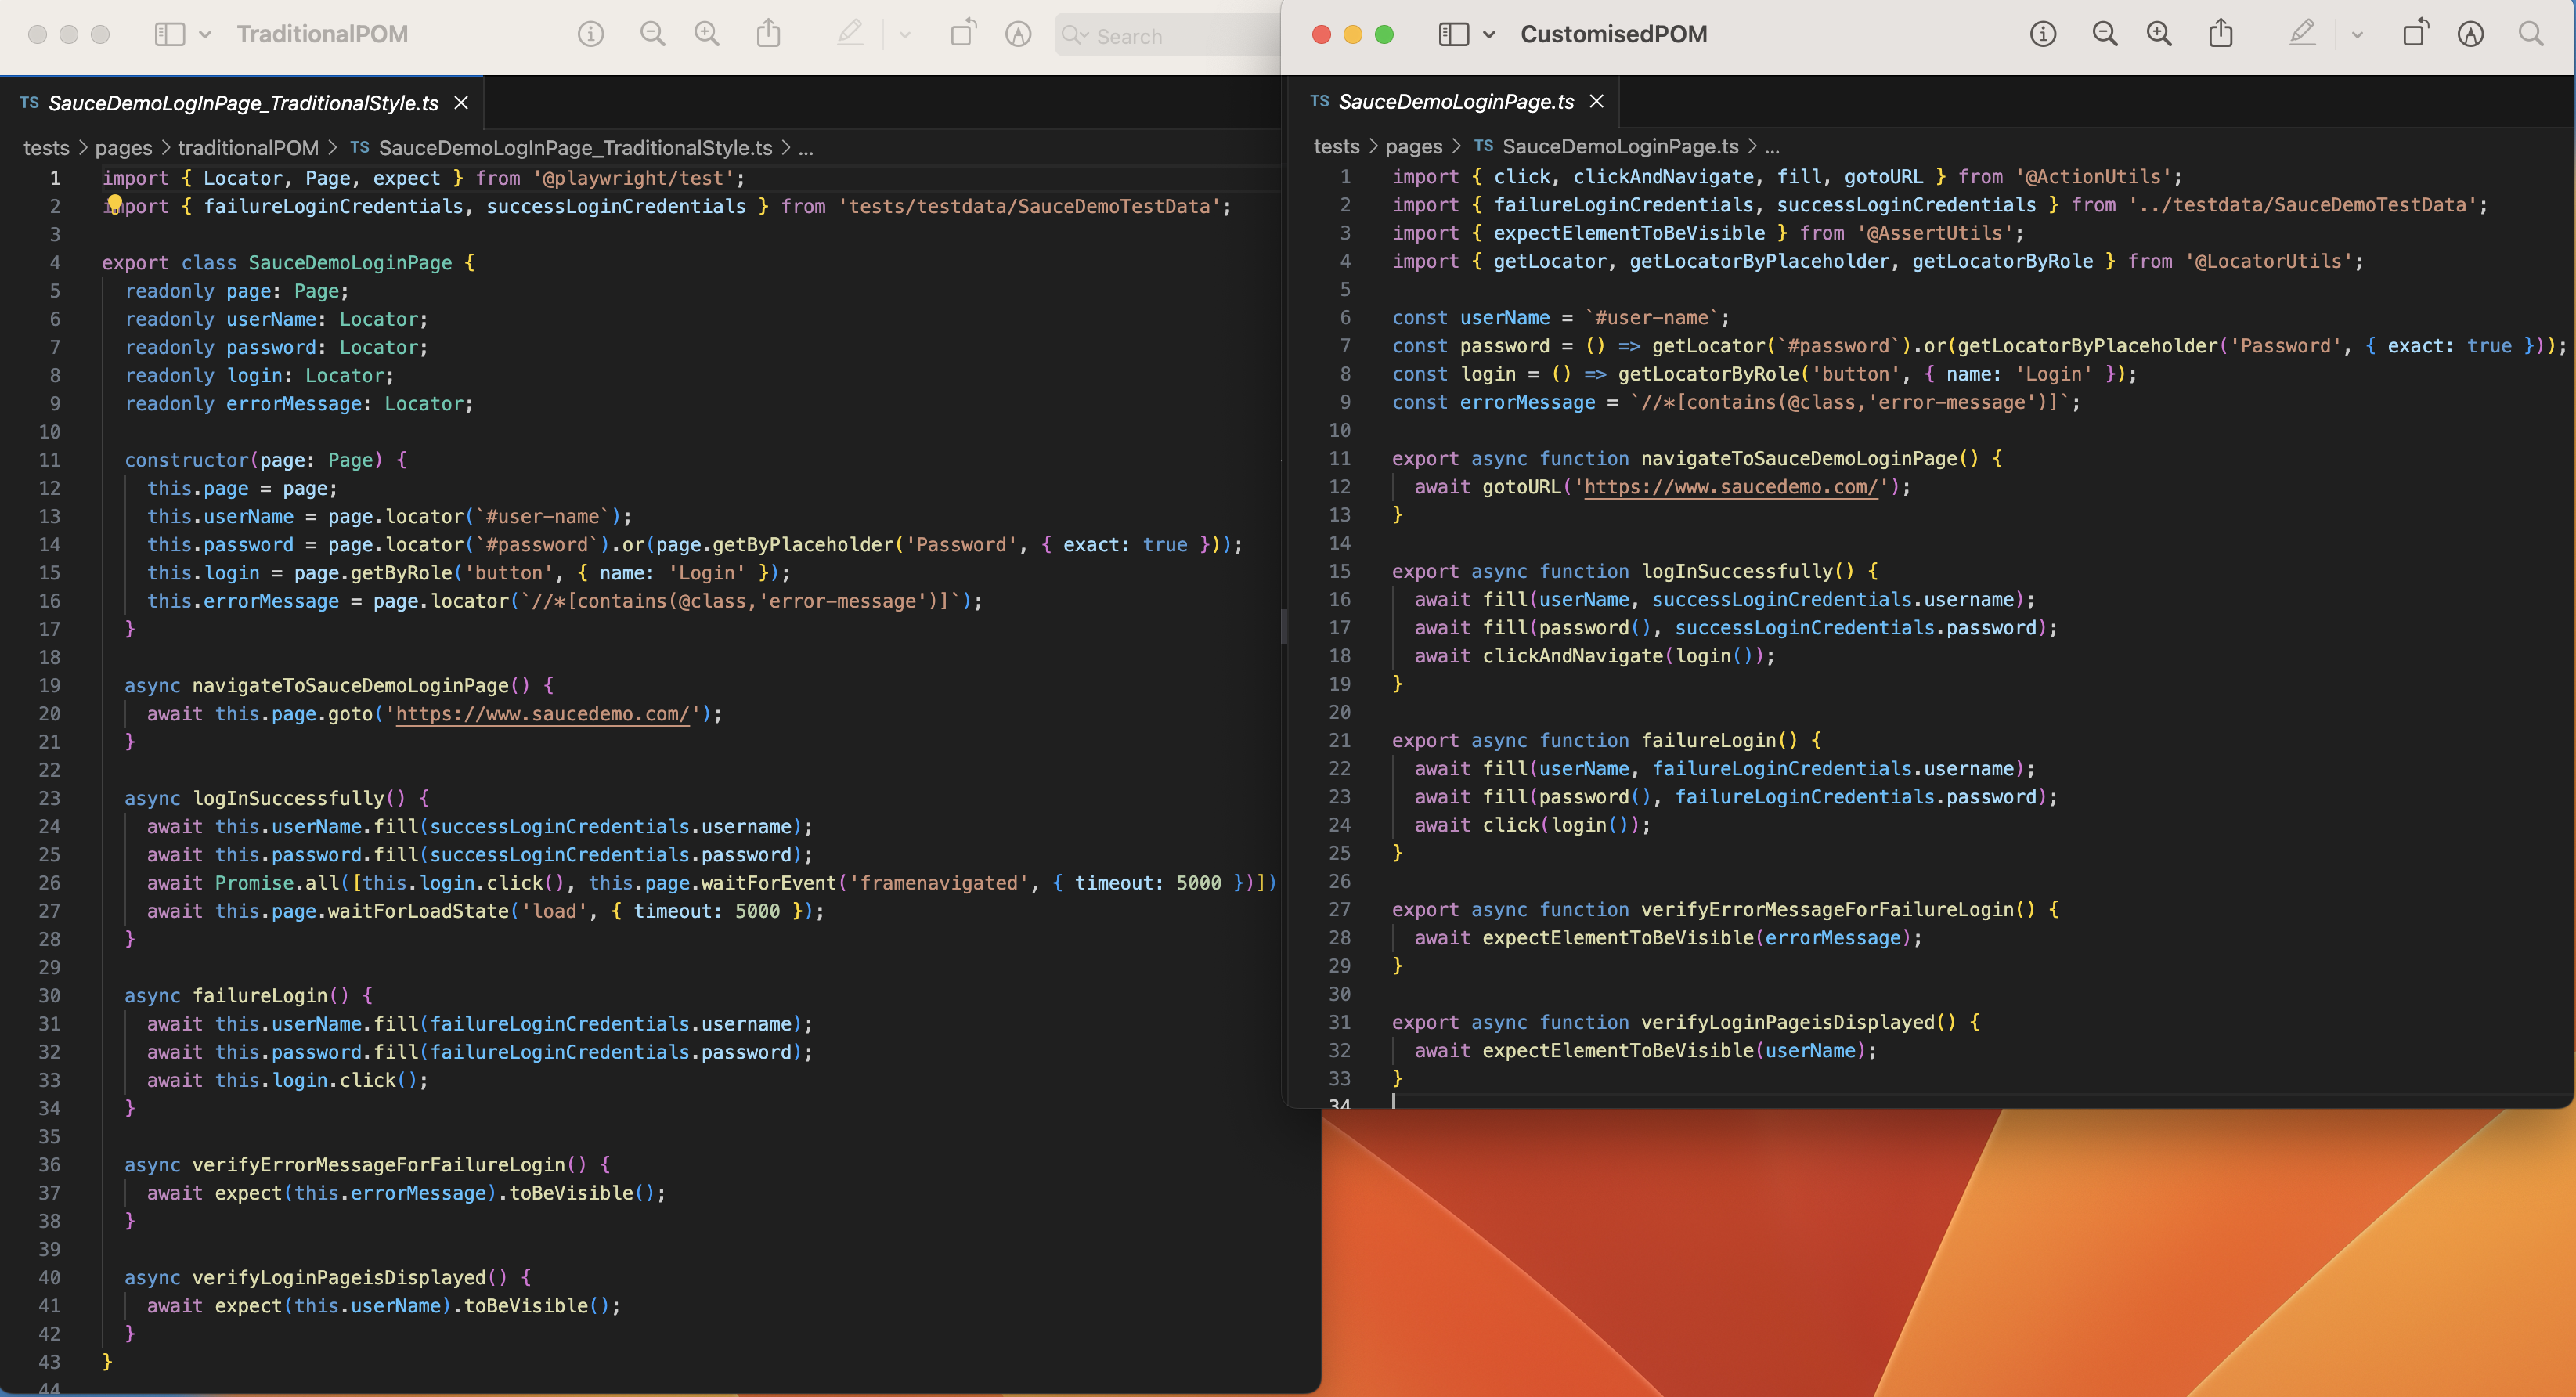 TraditionalPOM
Search
TS SauceDemoLogInPage_TraditionalStyle.ts
tests > pages > traditionalPOM > TS SauceDemoLogInPage_TraditionalStyle.ts > ...
1 import { Locator, Page, expect } from '@playwright/test';
2 import { failureLoginCredentials, successLoginCredentials } from 'tests/testdata/SauceDemoTestData';
3
4 export class SauceDemoLoginPage {
5 readonly page: Page;
6 readonly userName: Locator;
7 readonly password: Locator;
8 readonly login: Locator;
9 readonly errorMessage: Locator;
10
11 constructor(page: Page) {
12 this.page = page;
13 this.userName = page.locator(`#user-name`);
14 this.password = page.locator(`#password`).or(page.getByPlaceholder('Password', { exact: true }));
15 this.login = page.getByRole('button', { name: 'Login' });
16 this.errorMessage = page.locator(`//*[contains(@class,'error-message')]`);
17 }
18
19 async navigateToSauceDemoLoginPage() {
20 await this.page.goto('https://www.saucedemo.com/');
21 }
22
23 async logInSuccessfully() {
24 await this.userName.fill(successLoginCredentials.username);
25 await this.password.fill(successLoginCredentials.password);
26 await Promise.all([this.login.click(), this.page.waitForEvent('framenavigated', { timeout: 5000 })])
27 await this.page.waitForLoadState('load', { timeout: 5000 });
28 }
29
30 async failureLogin() {
31 await this.userName.fill(failureLoginCredentials.username);
32 await this.password.fill(failureLoginCredentials.password);
33 await this.login.click();
34 }
35
36 async verifyErrorMessageForFailureLogin() {
37 await expect(this.errorMessage).toBeVisible();
38 }
39
40 async verifyLoginPageisDisplayed() {
41 await expect(this.userName).toBeVisible();
42 }
43 }
44
CustomisedPOM
TS SauceDemoLoginPage.ts
tests > pages > TS SauceDemoLoginPage.ts > ...
1 import { click, clickAndNavigate, fill, gotoURL } from '@ActionUtils';
2 import { failureLoginCredentials, successLoginCredentials } from '../testdata/SauceDemoTestData';
3 import { expectElementToBeVisible } from '@AssertUtils';
4 import { getLocator, getLocatorByPlaceholder, getLocatorByRole } from '@LocatorUtils';
5
6 const userName = `#user-name`;
7 const password = () => getLocator(`#password`).or(getLocatorByPlaceholder('Password', { exact: true }));
8 const login = () => getLocatorByRole('button', { name: 'Login' });
9 const errorMessage = `//*[contains(@class,'error-message')]`;
10
11 export async function navigateToSauceDemoLoginPage() {
12 await gotoURL('https://www.saucedemo.com/');
13 }
14
15 export async function logInSuccessfully() {
16 await fill(userName, successLoginCredentials.username);
17 await fill(password(), successLoginCredentials.password);
18 await clickAndNavigate(login());
19 }
20
21 export async function failureLogin() {
22 await fill(userName, failureLoginCredentials.username);
23 await fill(password(), failureLoginCredentials.password);
24 await click(login());
25 }
26
27 export async function verifyErrorMessageForFailureLogin() {
28 await expectElementToBeVisible(errorMessage);
29 }
30
31 export async function verifyLoginPageisDisplayed() {
32 await expectElementToBeVisible(userName);
33 }
34